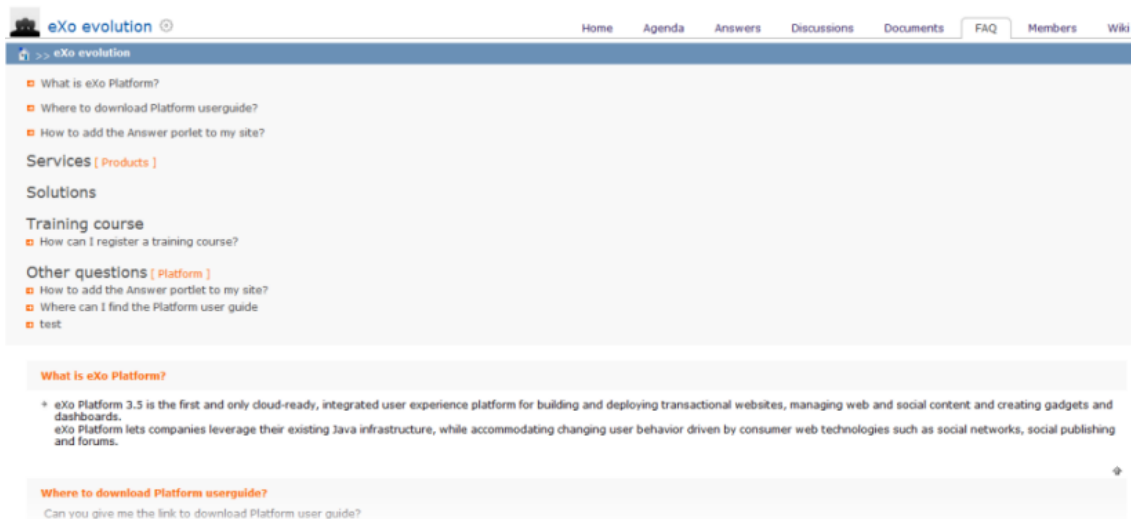 eXo evolution
Home Agenda Answers Discussions Documents FAQ Members Wiki
>> eXo evolution
What is eXo Platform?
Where to download Platform userguide?
How to add the Answer porlet to my site?
Services [ Products ]
Solutions
Training course
How can I register a training course?
Other questions [ Platform ]
How to add the Answer portlet to my site?
Where can I find the Platform user guide
test
What is eXo Platform?
eXo Platform 3.5 is the first and only cloud-ready, integrated user experience platform for building and deploying transactional websites, managing web and social content and creating gadgets and
dashboards.
eXo Platform lets companies leverage their existing Java infrastructure, while accommodating changing user behavior driven by consumer web technologies such as social networks, social publishing
and forums.
Where to download Platform userguide?
Can you give me the link to download Platform user guide?